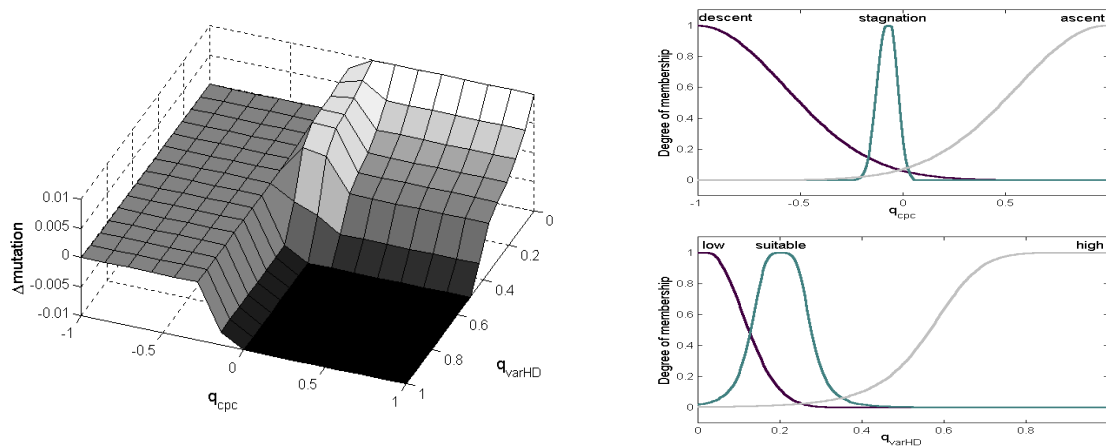 0.01
0.005
0
-0.005
-0.01
Δmutation
-1
-0.5
0
0.5
1
q_cpc
0
0.2
0.4
0.6
0.8
1
q_varHD
descent
stagnation
ascent
1
0.8
0.6
0.4
0.2
0
Degree of membership
-1
-0.5
0
0.5
q_cpc
low
suitable
high
1
0.8
0.6
0.4
0.2
0
Degree of membership
0
0.2
0.4
0.6
0.8
q_varHD